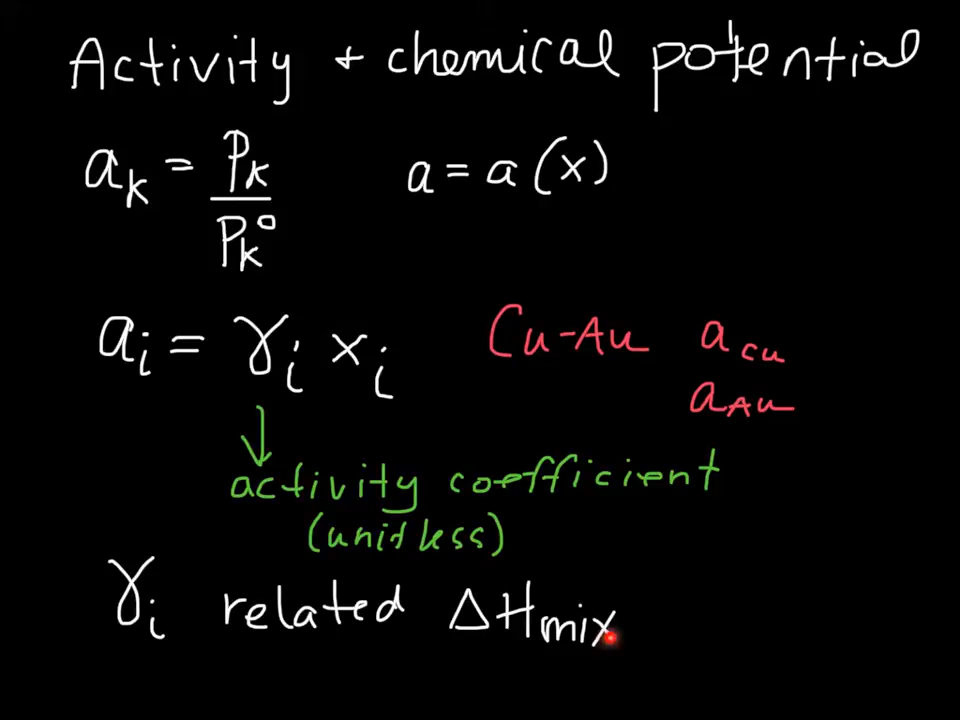 Activity + chemical potential
a_k = P_k / P_k° a = a(x)
a_i = γ_i x_i Cu-Au a_Cu
a_Au
↓
activity coefficient
(unitless)
γ_i related ΔH_mix